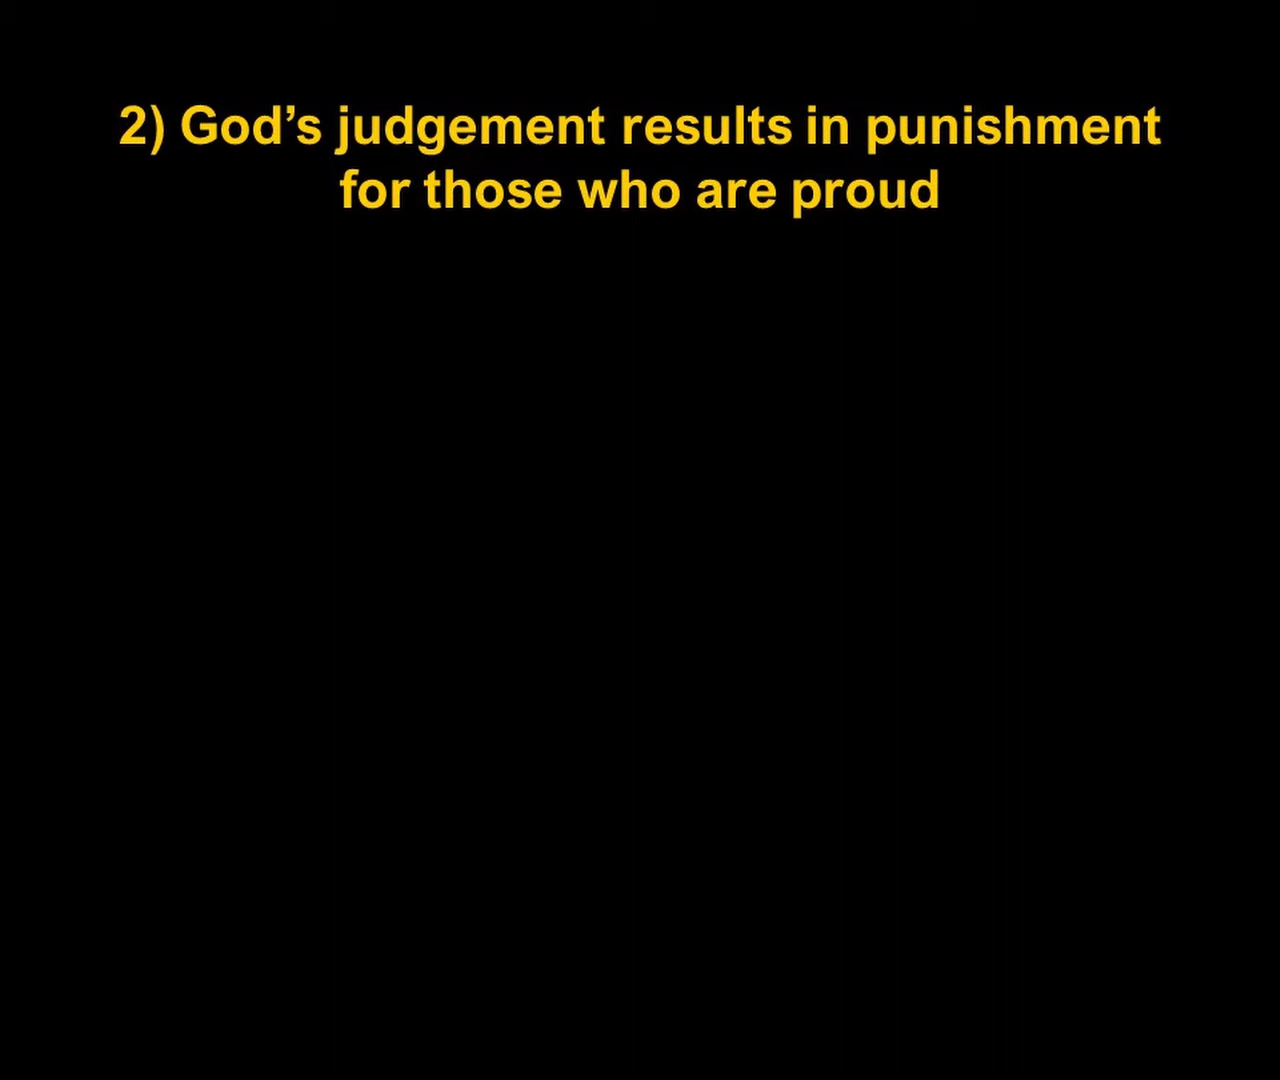 2) God’s judgement results in punishment
for those who are proud